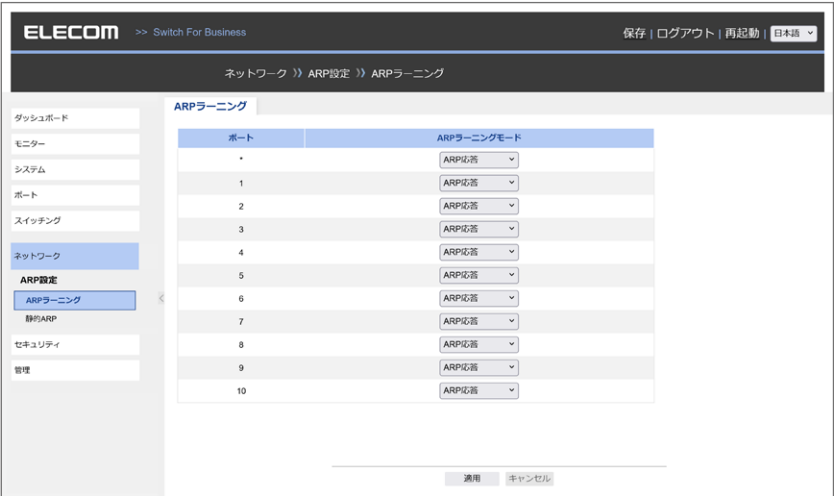 ELECOM >> Switch For Business
保存 | ログアウト | 再起動 | 日本語
ネットワーク 》 ARP設定 》 ARPラーニング
ダッシュボード
モニター
システム
ポート
スイッチング
ネットワーク
ARP設定
ARPラーニング
静的ARP
セキュリティ
管理
ARPラーニング
ポート ARPラーニングモード
* ARP応答
1 ARP応答
2 ARP応答
3 ARP応答
4 ARP応答
5 ARP応答
6 ARP応答
7 ARP応答
8 ARP応答
9 ARP応答
10 ARP応答
適用 キャンセル